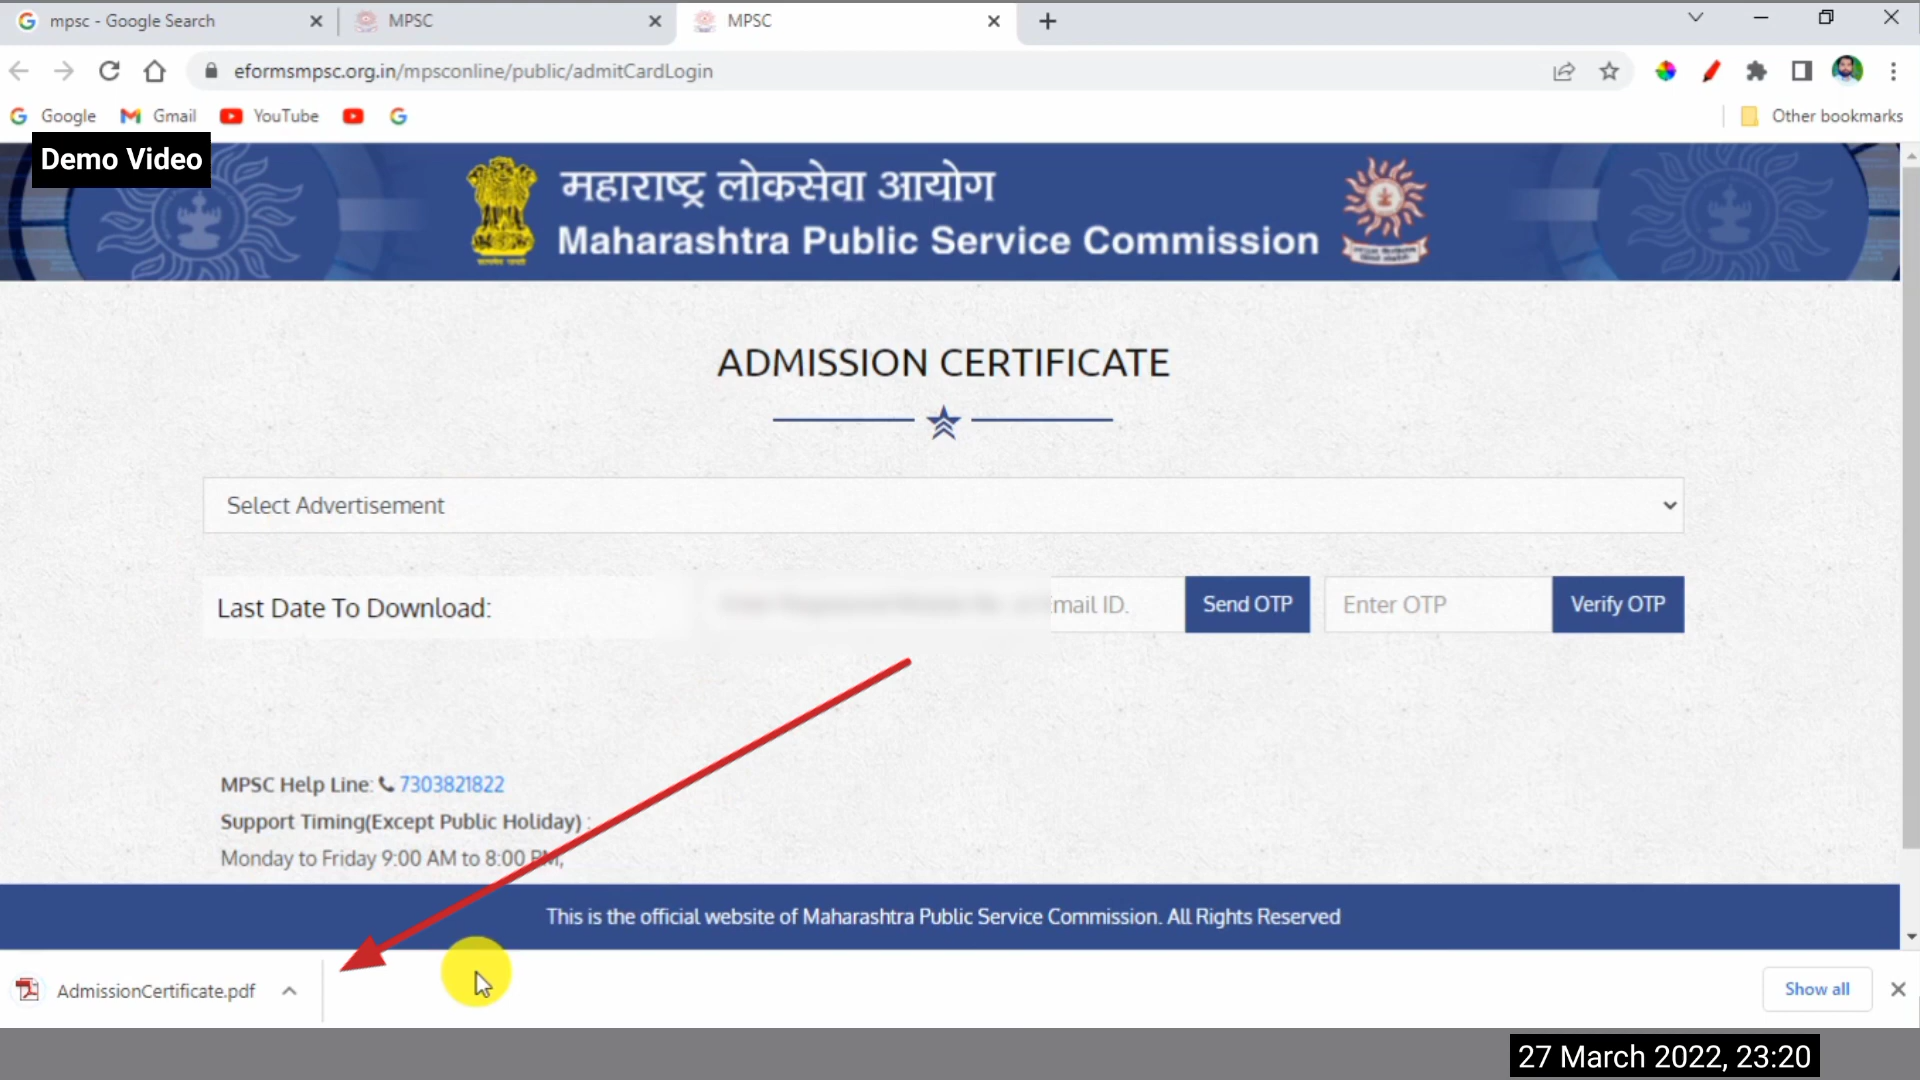 mpsc - Google Search
MPSC
MPSC
eformsmpsc.org.in/mpsconline/public/admitCardLogin
Google
Gmail
YouTube
Other bookmarks
Demo Video
महाराष्ट्र लोकसेवा आयोग
Maharashtra Public Service Commission
ADMISSION CERTIFICATE
Select Advertisement
Last Date To Download:
mail ID.
Send OTP
Enter OTP
Verify OTP
MPSC Help Line: 7303821822
Support Timing(Except Public Holiday) :
Monday to Friday 9:00 AM to 8:00 PM,
This is the official website of Maharashtra Public Service Commission. All Rights Reserved
AdmissionCertificate.pdf
Show all
27 March 2022, 23:20